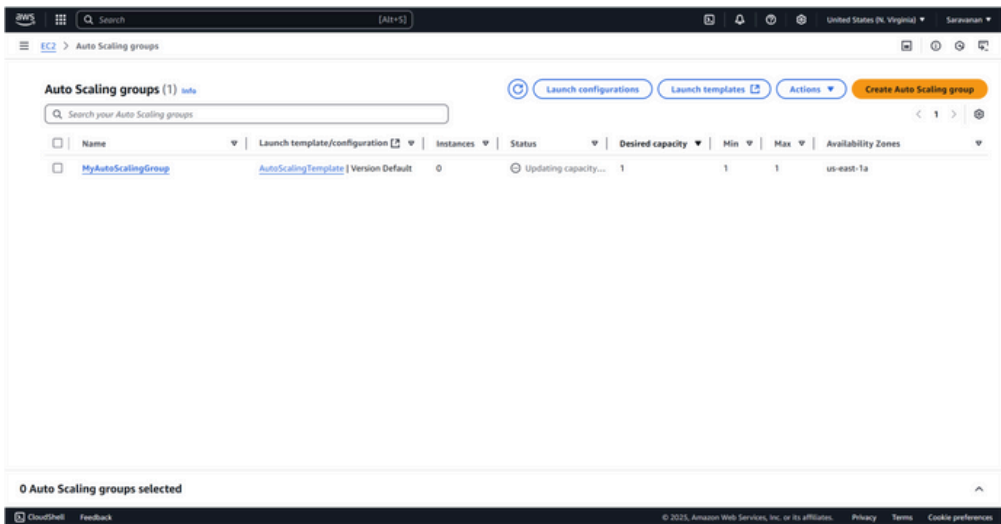 aws Search [Alt+S] United States (N. Virginia) Saravanan
EC2 > Auto Scaling groups
Auto Scaling groups (1) Info Launch configurations Launch templates Actions Create Auto Scaling group
Search your Auto Scaling groups < 1 >
Name Launch template/configuration Instances Status Desired capacity Min Max Availability Zones
MyAutoScalingGroup AutoScalingTemplate | Version Default 0 Updating capacity... 1 1 1 us-east-1a
0 Auto Scaling groups selected
CloudShell Feedback © 2025, Amazon Web Services, Inc. or its affiliates. Privacy Terms Cookie preferences